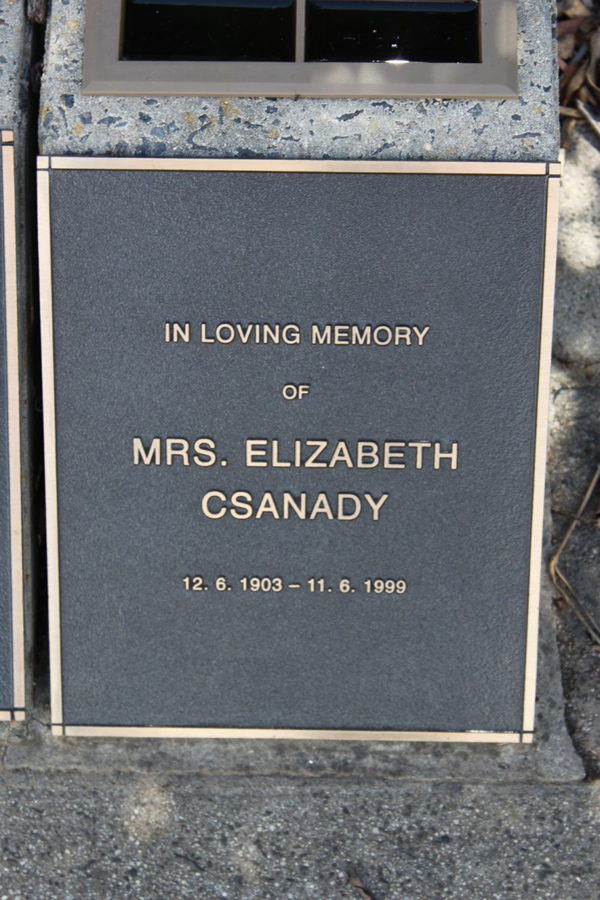 IN LOVING MEMORY
OF
MRS. ELIZABETH
CSANADY
12. 6. 1903 – 11. 6. 1999